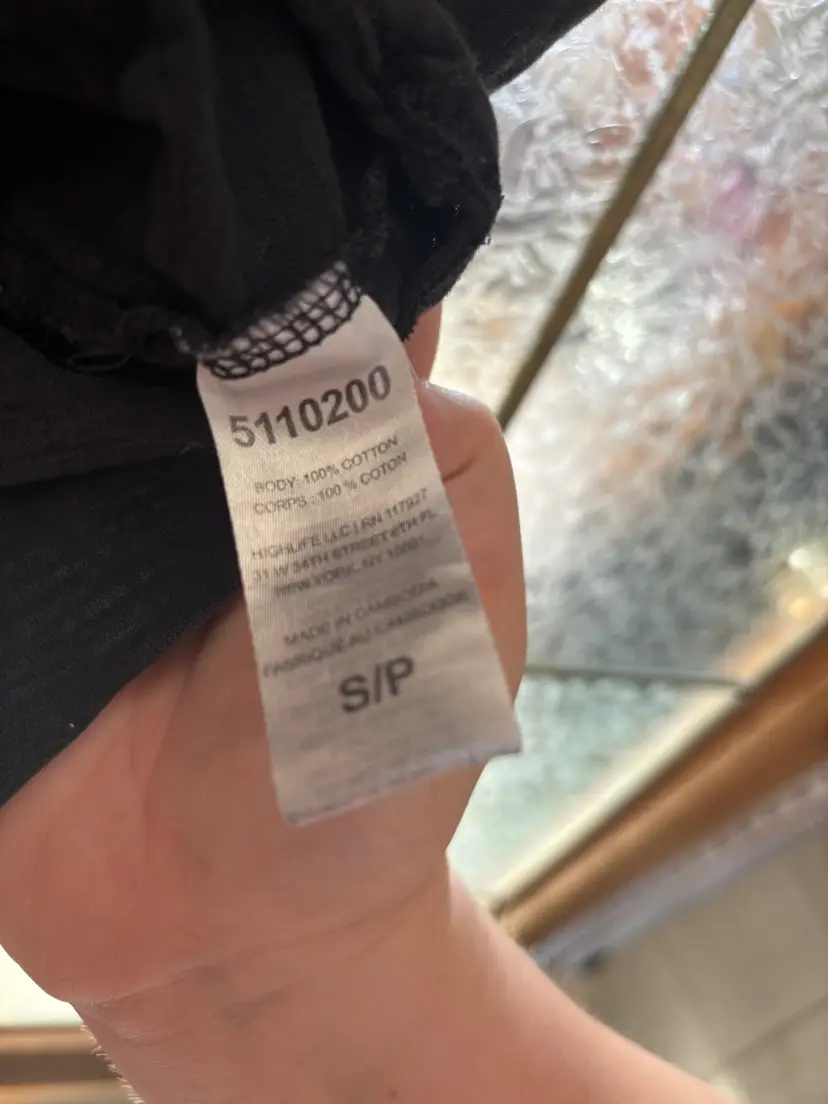 5110200
BODY: 100% COTTON
CORPS : 100 % COTON
HIGHLIFE LLC | RN 117927
31 W 34TH STREET 6TH FL
NEW YORK, NY 10001
MADE IN CAMBODIA
FABRIQUÉ AU CAMBODGE
S/P